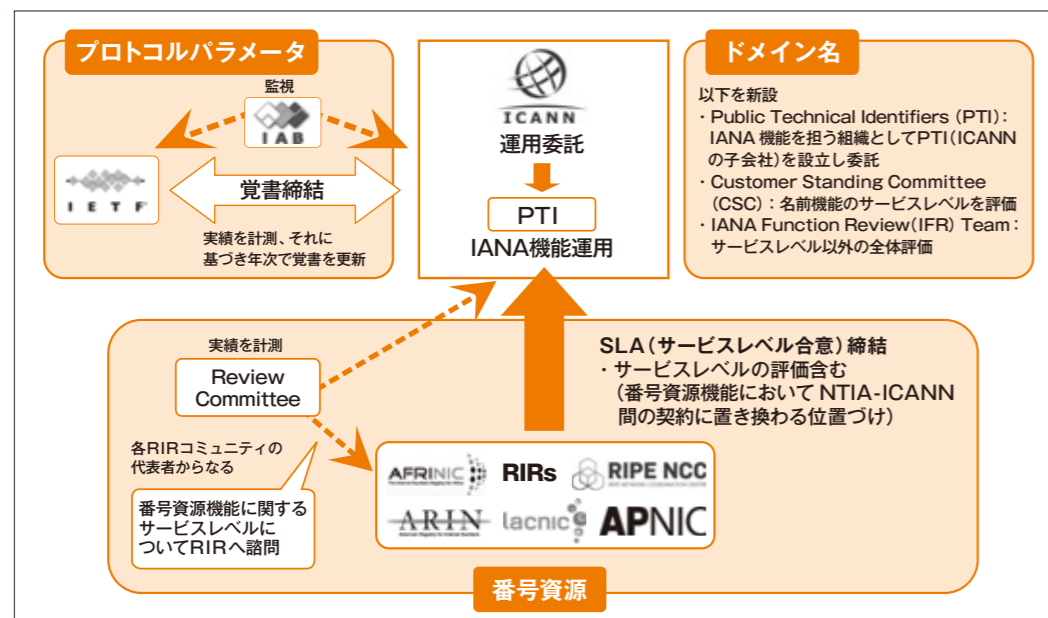 プロトコルパラメータ
監視
IAB
IETF
覚書締結
実績を計測、それに
基づき年次で覚書を更新
ICANN
運用委託
PTI
IANA機能運用
ドメイン名
以下を新設
・Public Technical Identifiers (PTI):
IANA 機能を担う組織としてPTI(ICANN
の子会社)を設立し委託
・Customer Standing Committee
(CSC):名前機能のサービスレベルを評価
・IANA Function Review(IFR) Team:
サービスレベル以外の全体評価
実績を計測
Review
Committee
各RIRコミュニティの
代表者からなる
番号資源機能に関する
サービスレベルに
ついてRIRへ諮問
SLA(サービスレベル合意)締結
・サービスレベルの評価含む
(番号資源機能において NTIA-ICANN
間の契約に置き換わる位置づけ)
AFRINIC
RIRs
RIPE NCC
ARIN
lacnic
APNIC
番号資源